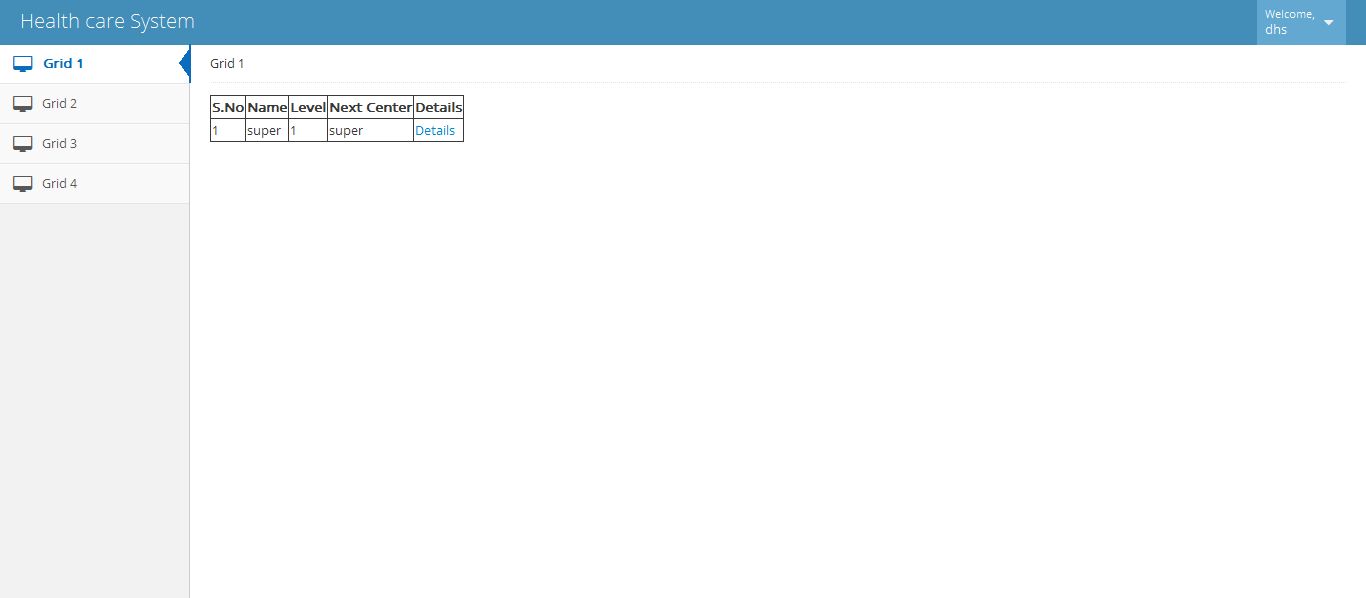 Health care System
Welcome,
dhs
Grid 1
Grid 2
Grid 3
Grid 4
Grid 1
S.No Name Level Next Center Details
1 super 1 super Details